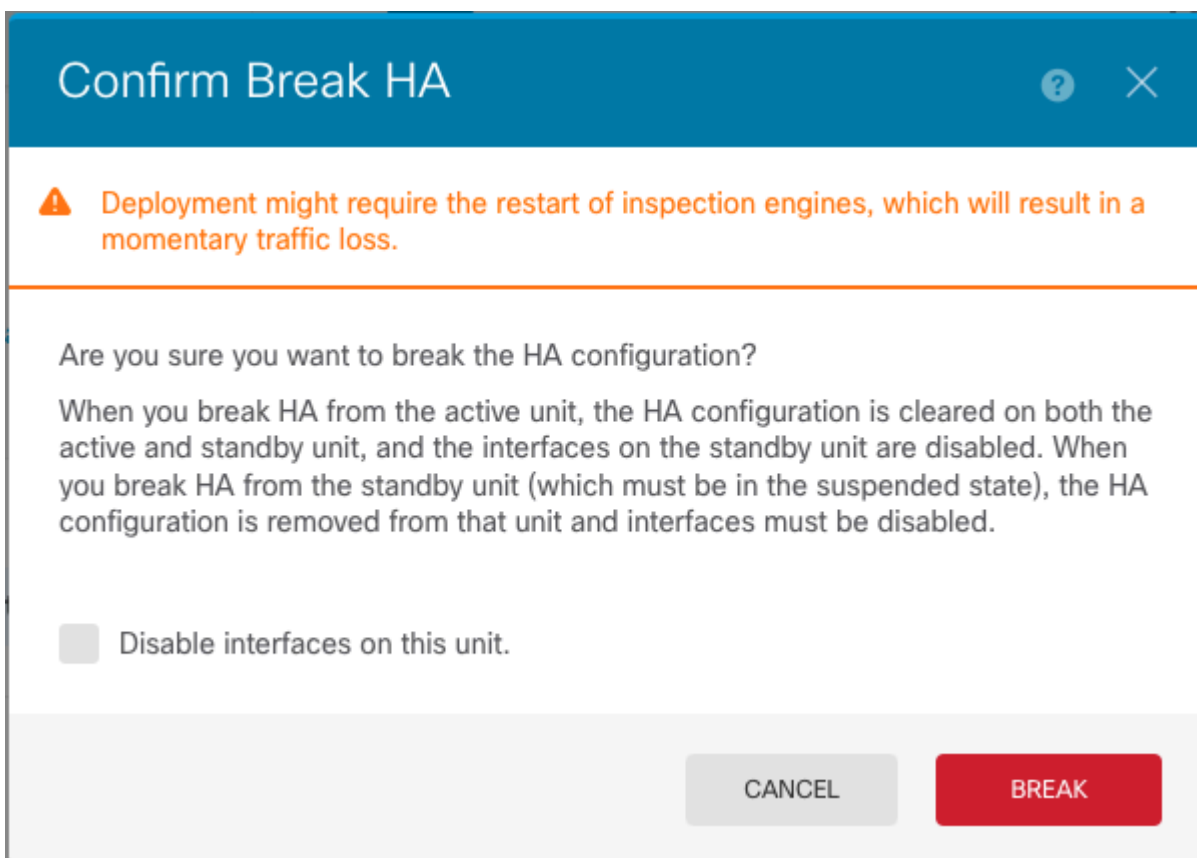 Confirm Break HA
?
Deployment might require the restart of inspection engines, which will result in a
momentary traffic loss.
Are you sure you want to break the HA configuration?
When you break HA from the active unit, the HA configuration is cleared on both the
active and standby unit, and the interfaces on the standby unit are disabled. When
you break HA from the standby unit (which must be in the suspended state), the HA
configuration is removed from that unit and interfaces must be disabled.
Disable interfaces on this unit.
CANCEL
BREAK